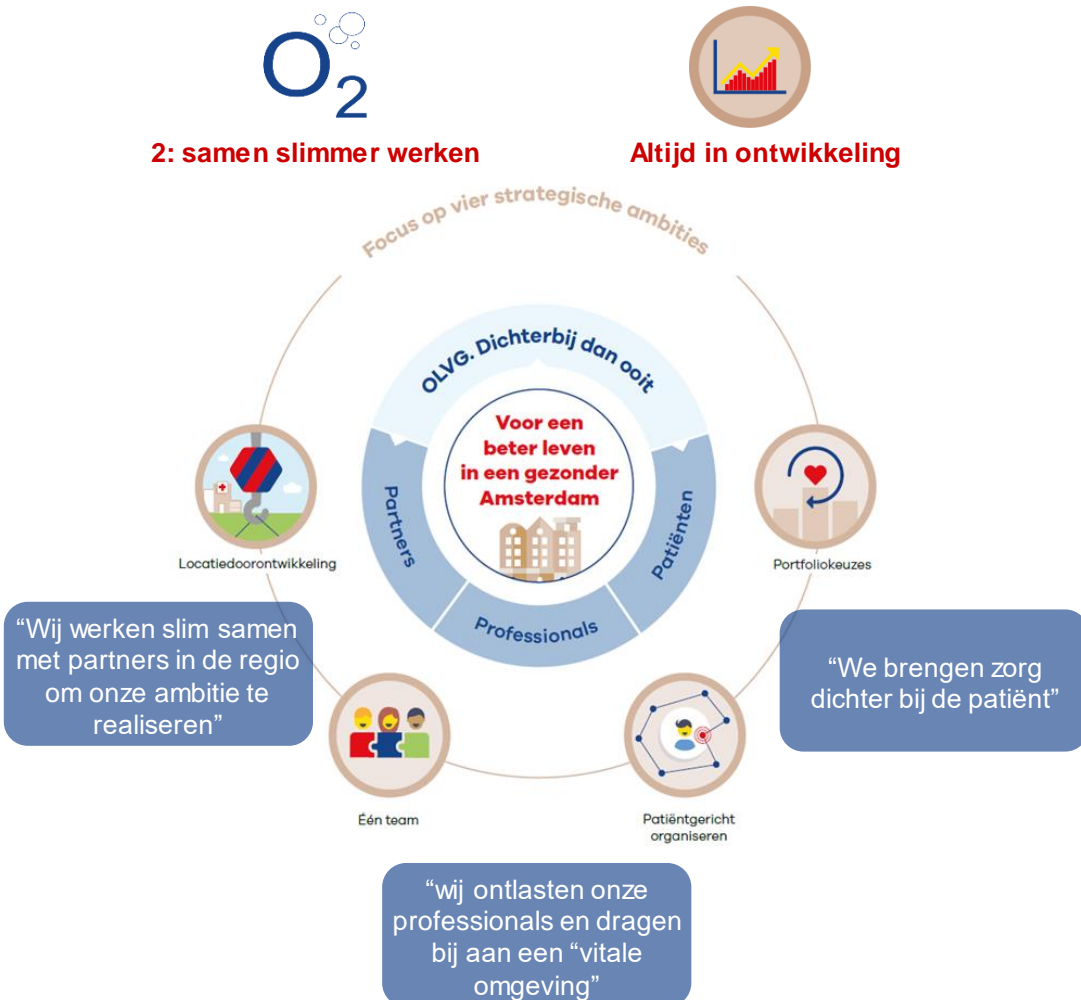 O2
2: samen slimmer werken
Altijd in ontwikkeling
Focus op vier strategische ambities
OLVG. Dichterbij dan ooit
Voor een
beter leven
in een gezonder
Amsterdam
Partners
Patiënten
Professionals
Locatiedoorontwikkeling
Portfoliokeuzes
“Wij werken slim samen
met partners in de regio
om onze ambitie te
realiseren”
“We brengen zorg
dichter bij de patiënt”
Één team
Patiëntgericht
organiseren
“wij ontlasten onze
professionals en dragen
bij aan een “vitale
omgeving”